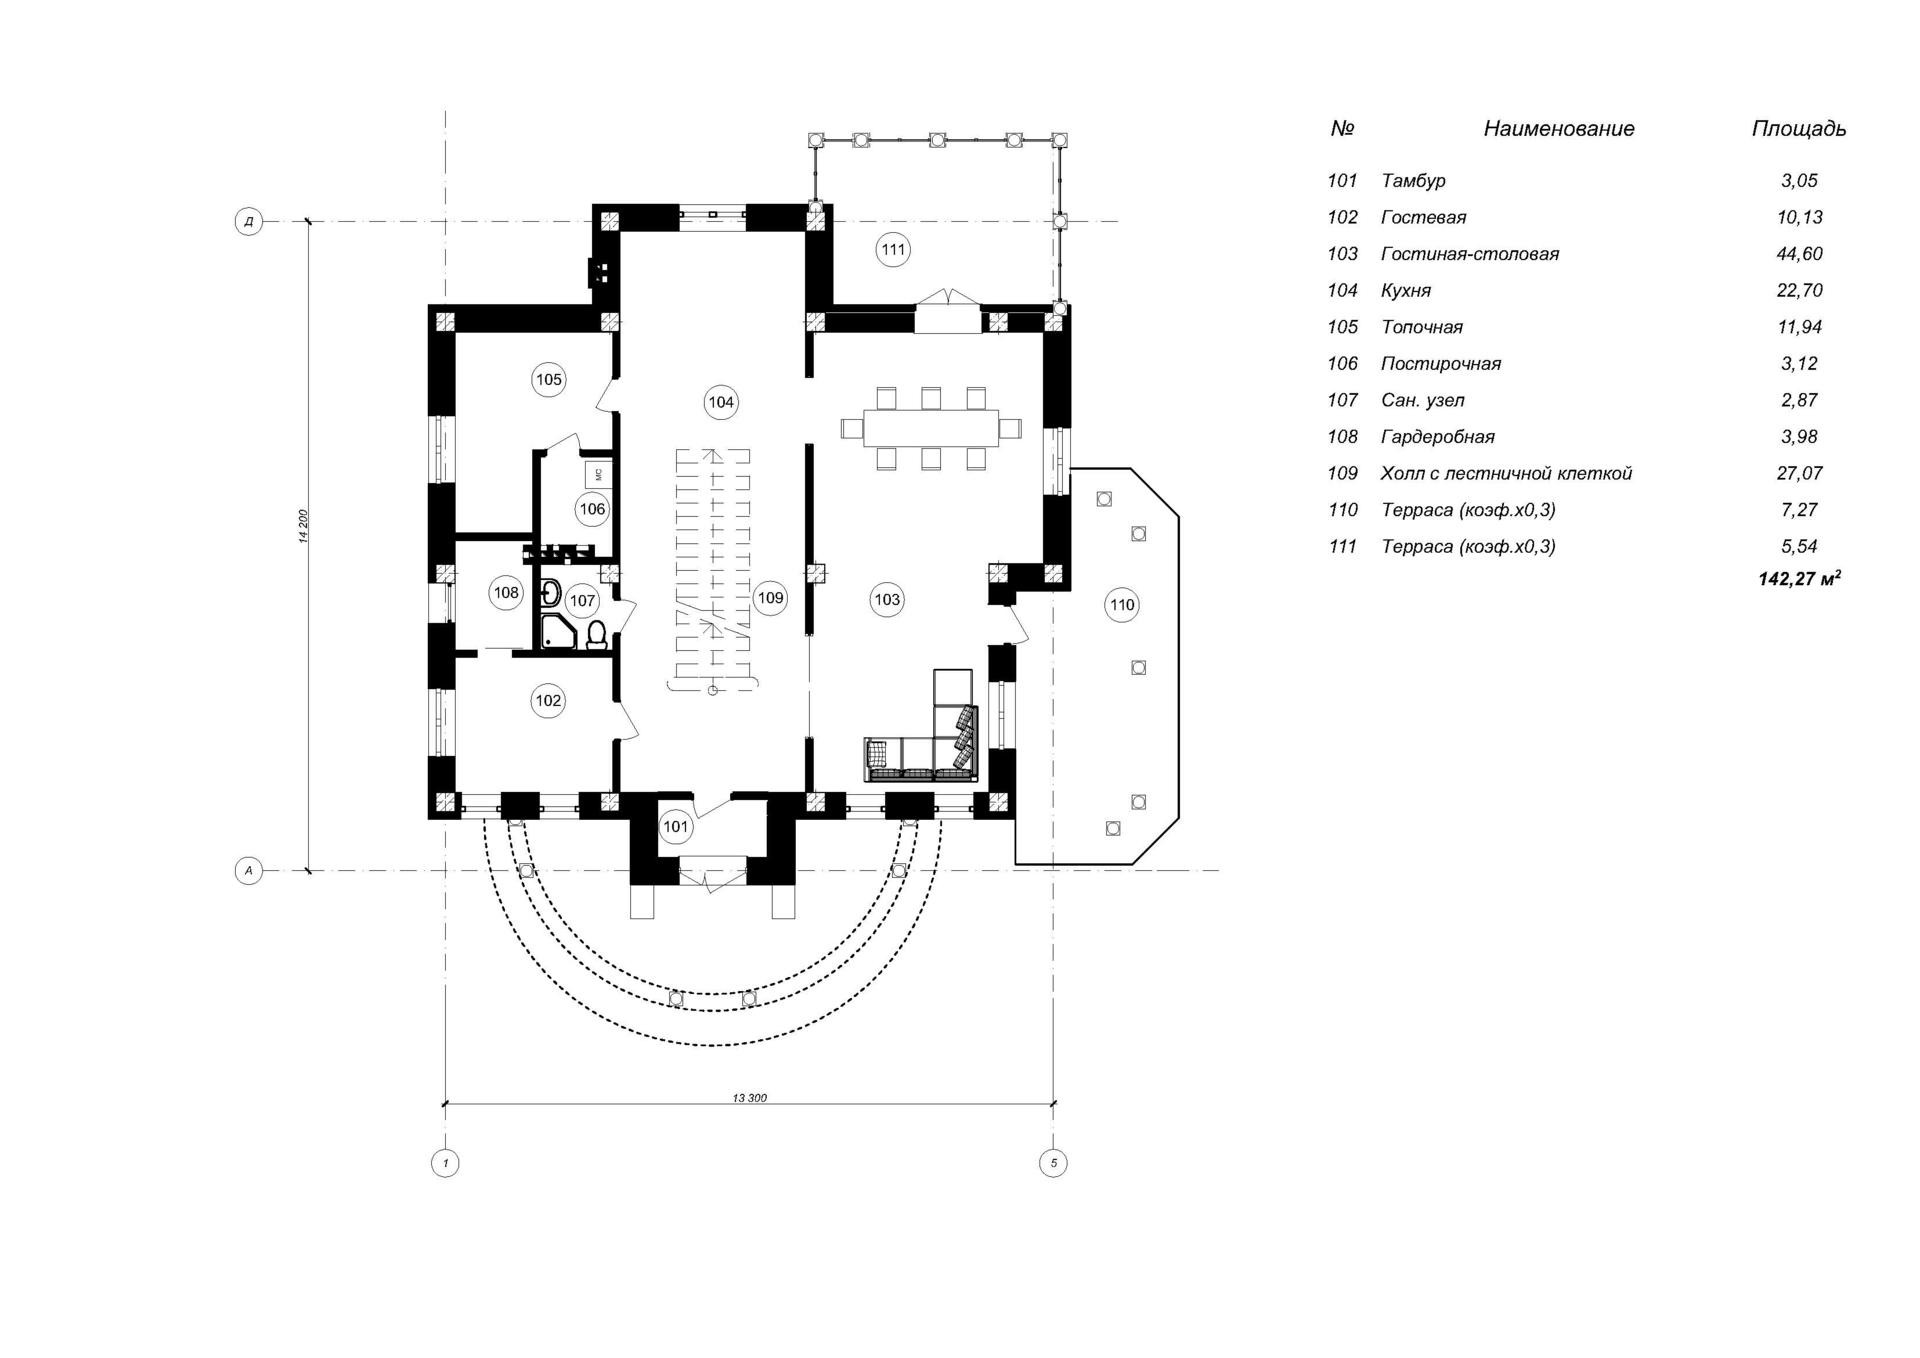 № Наименование Площадь
101 Тамбур 3,05
102 Гостевая 10,13
103 Гостиная-столовая 44,60
104 Кухня 22,70
105 Топочная 11,94
106 Постирочная 3,12
107 Сан. узел 2,87
108 Гардеробная 3,98
109 Холл с лестничной клеткой 27,07
110 Терраса (коэф.х0,3) 7,27
111 Терраса (коэф.х0,3) 5,54
142,27 м²
Д
111
105
104
МС
106
14 200
108
107
109
103
110
102
101
А
13 300
1
5